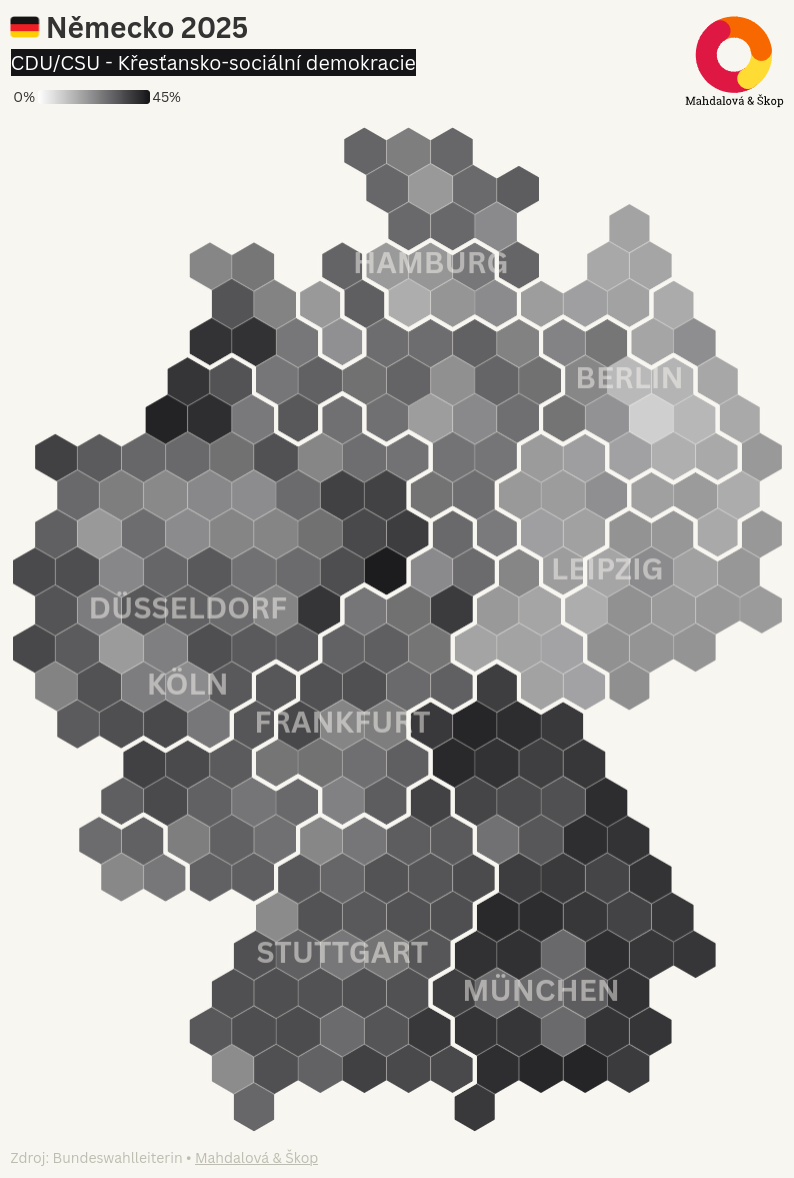 Německo 2025
CDU/CSU - Křesťansko-sociální demokracie
0% 45%
Mahdalová & Škop
HAMBURG
BERLIN
LEIPZIG
DÜSSELDORF
KÖLN
FRANKFURT
STUTTGART
MÜNCHEN
Zdroj: Bundeswahlleiterin • Mahdalová & Škop